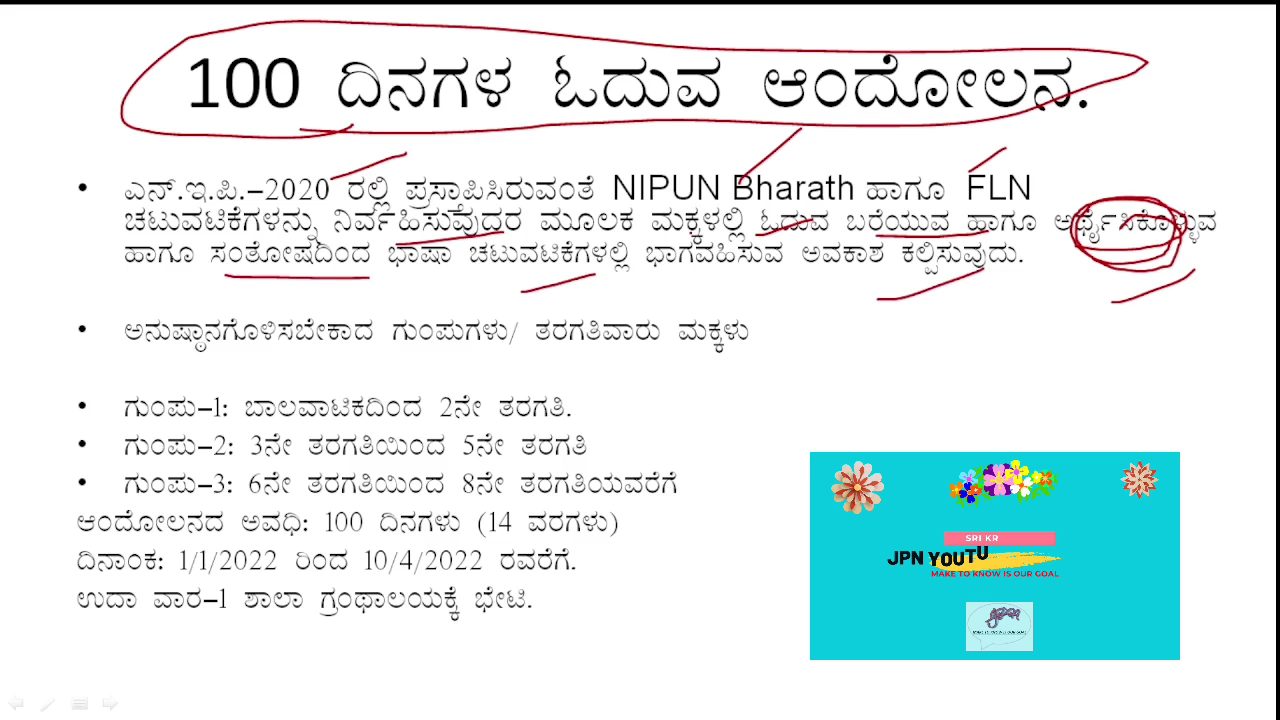 100 ದಿನಗಳ ಓದುವ ಆಂದೋಲನ.
• ಎನ್.ಇ.ಪಿ.–2020 ರಲ್ಲಿ ಪ್ರಸ್ತಾಪಿಸಿರುವಂತೆ NIPUN Bharath ಹಾಗೂ FLN
ಚಟುವಟಿಕೆಗಳನ್ನು ನಿರ್ವಹಿಸುವುದರ ಮೂಲಕ ಮಕ್ಕಳಲ್ಲಿ ಓದುವ ಬರೆಯುವ ಹಾಗೂ ಅರ್ಥೈಸಿಕೊಳ್ಳುವ
ಹಾಗೂ ಸಂತೋಷದಿಂದ ಭಾಷಾ ಚಟುವಟಿಕೆಗಳಲ್ಲಿ ಭಾಗವಹಿಸುವ ಅವಕಾಶ ಕಲ್ಪಿಸುವುದು.
• ಅನುಷ್ಠಾನಗೊಳಿಸಬೇಕಾದ ಗುಂಪುಗಳು/ ತರಗತಿವಾರು ಮಕ್ಕಳು
• ಗುಂಪು–1: ಬಾಲವಾಟಿಕದಿಂದ 2ನೇ ತರಗತಿ.
• ಗುಂಪು–2: 3ನೇ ತರಗತಿಯಿಂದ 5ನೇ ತರಗತಿ
• ಗುಂಪು–3: 6ನೇ ತರಗತಿಯಿಂದ 8ನೇ ತರಗತಿಯವರೆಗೆ
ಆಂದೋಲನದ ಅವಧಿ: 100 ದಿನಗಳು (14 ವರಗಳು)
ದಿನಾಂಕ: 1/1/2022 ರಿಂದ 10/4/2022 ರವರೆಗೆ.
ಉದಾ ವಾರ–1 ಶಾಲಾ ಗ್ರಂಥಾಲಯಕ್ಕೆ ಭೇಟಿ.
SRI KR
JPN YOUTU
MAKE TO KNOW IS OUR GOAL